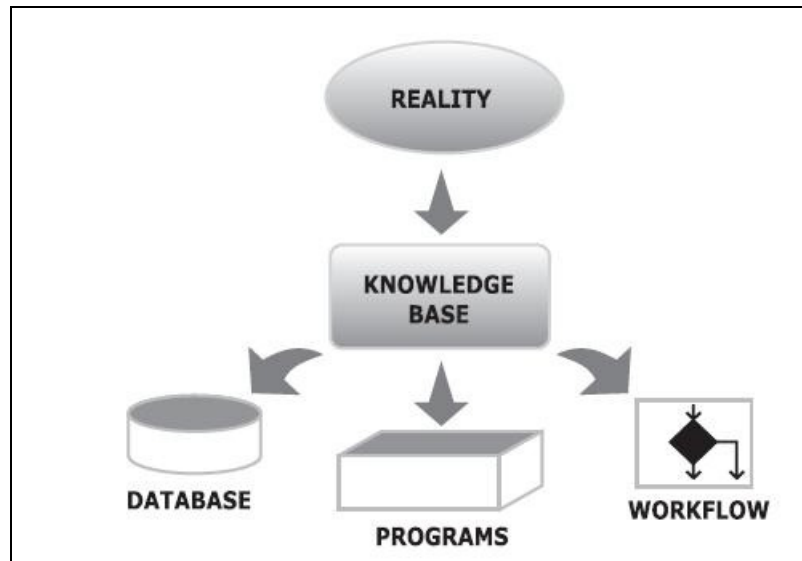 REALITY
KNOWLEDGE
BASE
DATABASE
PROGRAMS
WORKFLOW